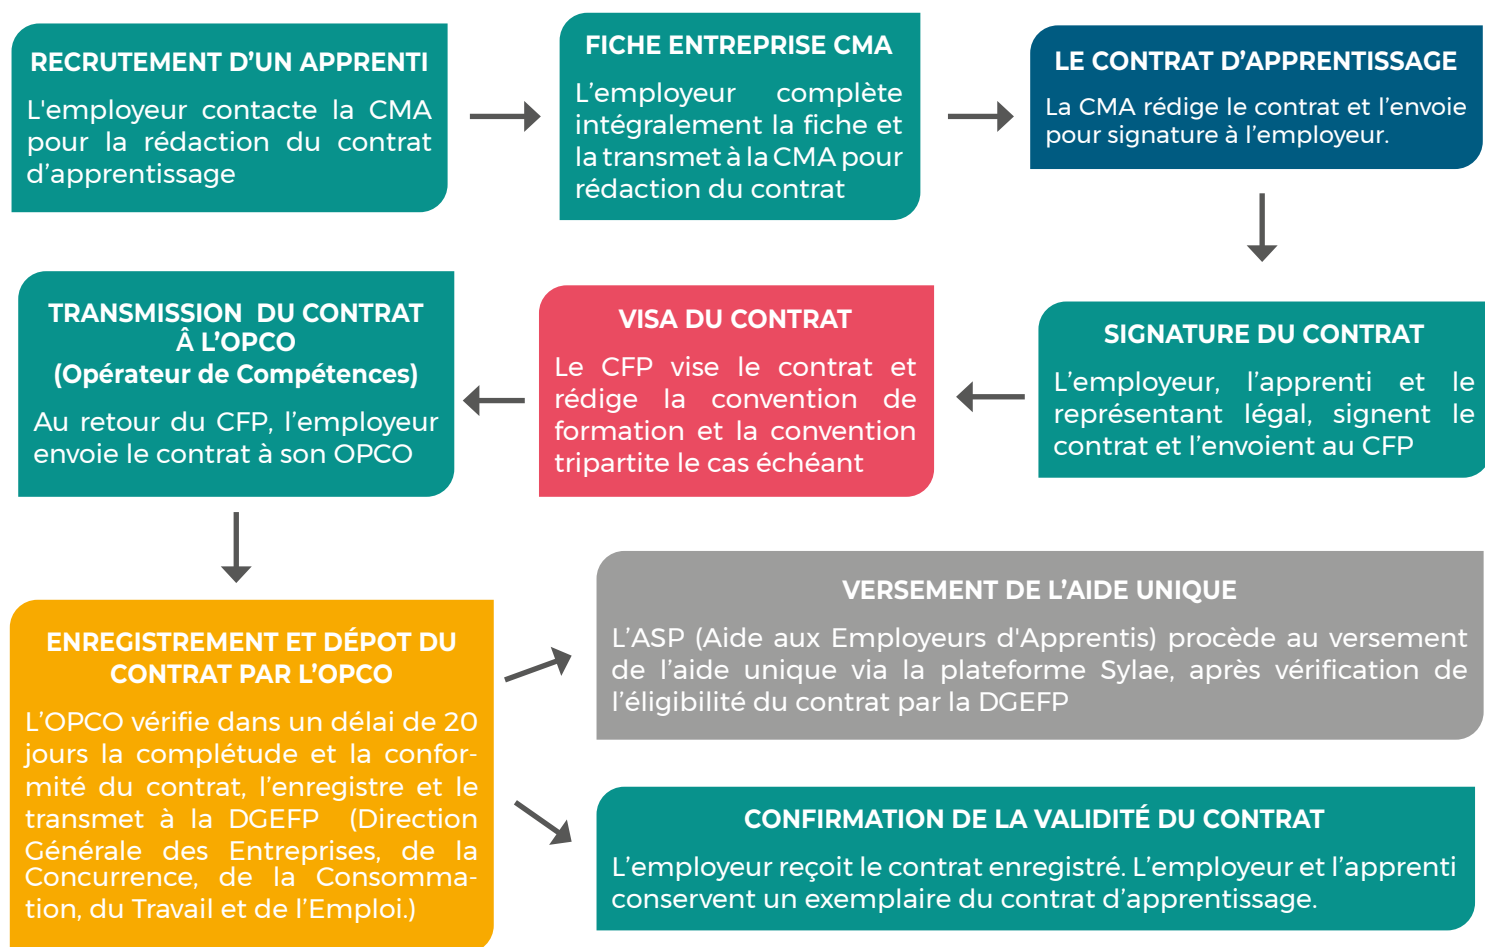 RECRUTEMENT D’UN APPRENTI
L'employeur contacte la CMA
pour la rédaction du contrat
d’apprentissage
FICHE ENTREPRISE CMA
L’employeur complète
intégralement la fiche et
la transmet à la CMA pour
rédaction du contrat
LE CONTRAT D’APPRENTISSAGE
La CMA rédige le contrat et l’envoie
pour signature à l’employeur.
SIGNATURE DU CONTRAT
L’employeur, l’apprenti et le
représentant légal, signent le
contrat et l’envoient au CFP
VISA DU CONTRAT
Le CFP vise le contrat et
rédige la convention de
formation et la convention
tripartite le cas échéant
TRANSMISSION DU CONTRAT
Â L’OPCO
(Opérateur de Compétences)
Au retour du CFP, l’employeur
envoie le contrat à son OPCO
ENREGISTREMENT ET DÉPOT DU
CONTRAT PAR L’OPCO
L’OPCO vérifie dans un délai de 20
jours la complétude et la confor-
mité du contrat, l’enregistre et le
transmet à la DGEFP (Direction
Générale des Entreprises, de la
Concurrence, de la Consomma-
tion, du Travail et de l’Emploi.)
VERSEMENT DE L’AIDE UNIQUE
L’ASP (Aide aux Employeurs d'Apprentis) procède au versement
de l’aide unique via la plateforme Sylae, après vérification de
l’éligibilité du contrat par la DGEFP
CONFIRMATION DE LA VALIDITÉ DU CONTRAT
L’employeur reçoit le contrat enregistré. L’employeur et l’apprenti
conservent un exemplaire du contrat d’apprentissage.